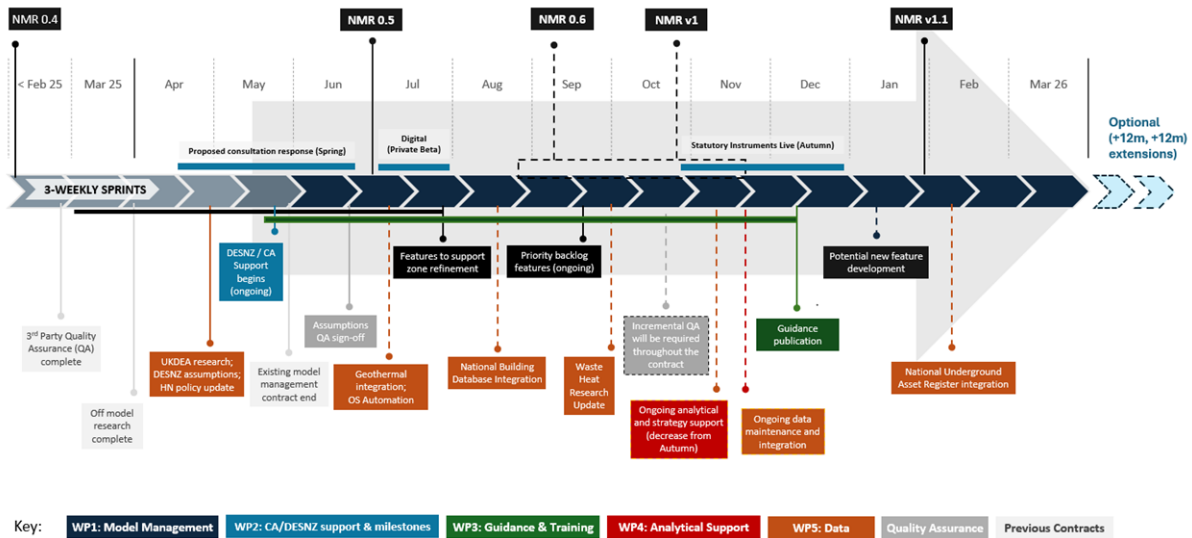 NMR 0.4
NMR 0.5
NMR 0.6
NMR v1
NMR v1.1
< Feb 25
Mar 25
Apr
May
Jun
Jul
Aug
Sep
Oct
Nov
Dec
Jan
Feb
Mar 26
Proposed consultation response (Spring)
Digital
(Private Beta)
Statutory Instruments Live (Autumn)
Optional
(+12m, +12m)
extensions)
3-WEEKLY SPRINTS
DESNZ / CA
Support
begins
(ongoing)
Features to support
zone refinement
Priority backlog
features (ongoing)
Potential new feature
development
3rd Party Quality
Assurance (QA)
complete
Assumptions
QA sign-off
Incremental QA
will be required
throughout the
contract
Guidance
publication
UKDEA research;
DESNZ assumptions;
HN policy update
Existing model
management
contract end
Geothermal
integration;
OS Automation
National Building
Database Integration
Waste
Heat
Research
Update
National Underground
Asset Register integration
Off model
research
complete
Ongoing analytical
and strategy support
(decrease from
Autumn)
Ongoing data
maintenance and
integration
Key:
WP1: Model Management
WP2: CA/DESNZ support & milestones
WP3: Guidance & Training
WP4: Analytical Support
WP5: Data
Quality Assurance
Previous Contracts